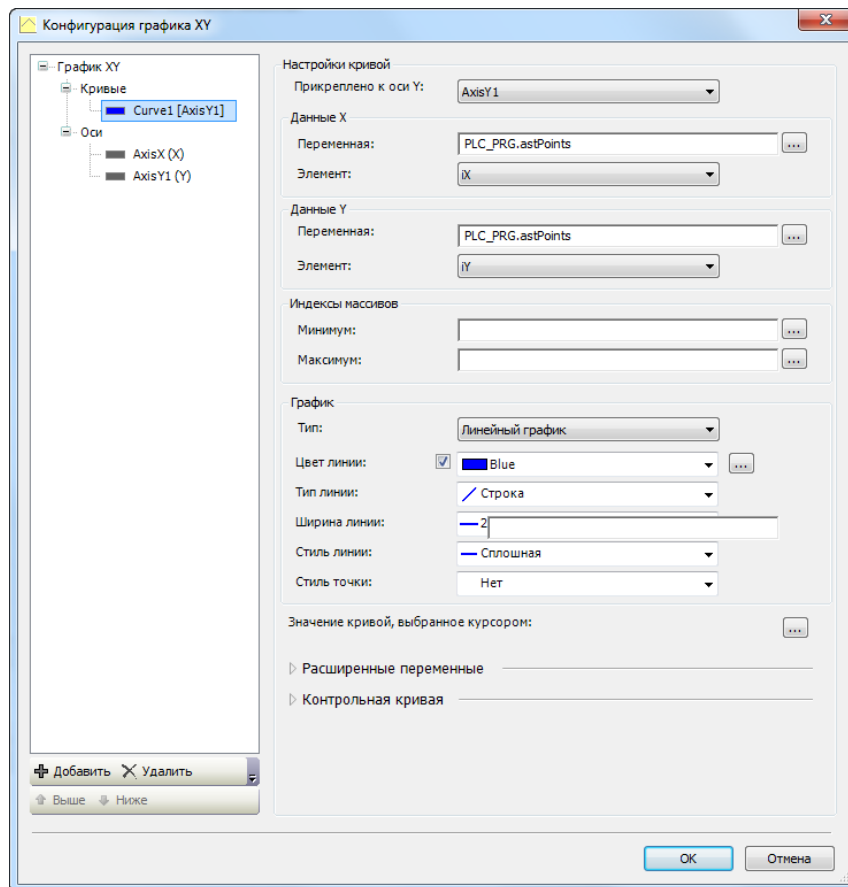 Конфигурация графика XY
График XY
Кривые
Curve1 [AxisY1]
Оси
AxisX (X)
AxisY1 (Y)
Добавить Удалить
Выше Ниже
Настройки кривой
Прикреплено к оси Y: AxisY1
Данные X
Переменная: PLC_PRG.astPoints ...
Элемент: iX
Данные Y
Переменная: PLC_PRG.astPoints ...
Элемент: iY
Индексы массивов
Минимум: ...
Максимум: ...
График
Тип: Линейный график
Цвет линии: Blue ...
Тип линии: Строка
Ширина линии: 2
Стиль линии: Сплошная
Стиль точки: Нет
Значение кривой, выбранное курсором: ...
Расширенные переменные
Контрольная кривая
OK Отмена